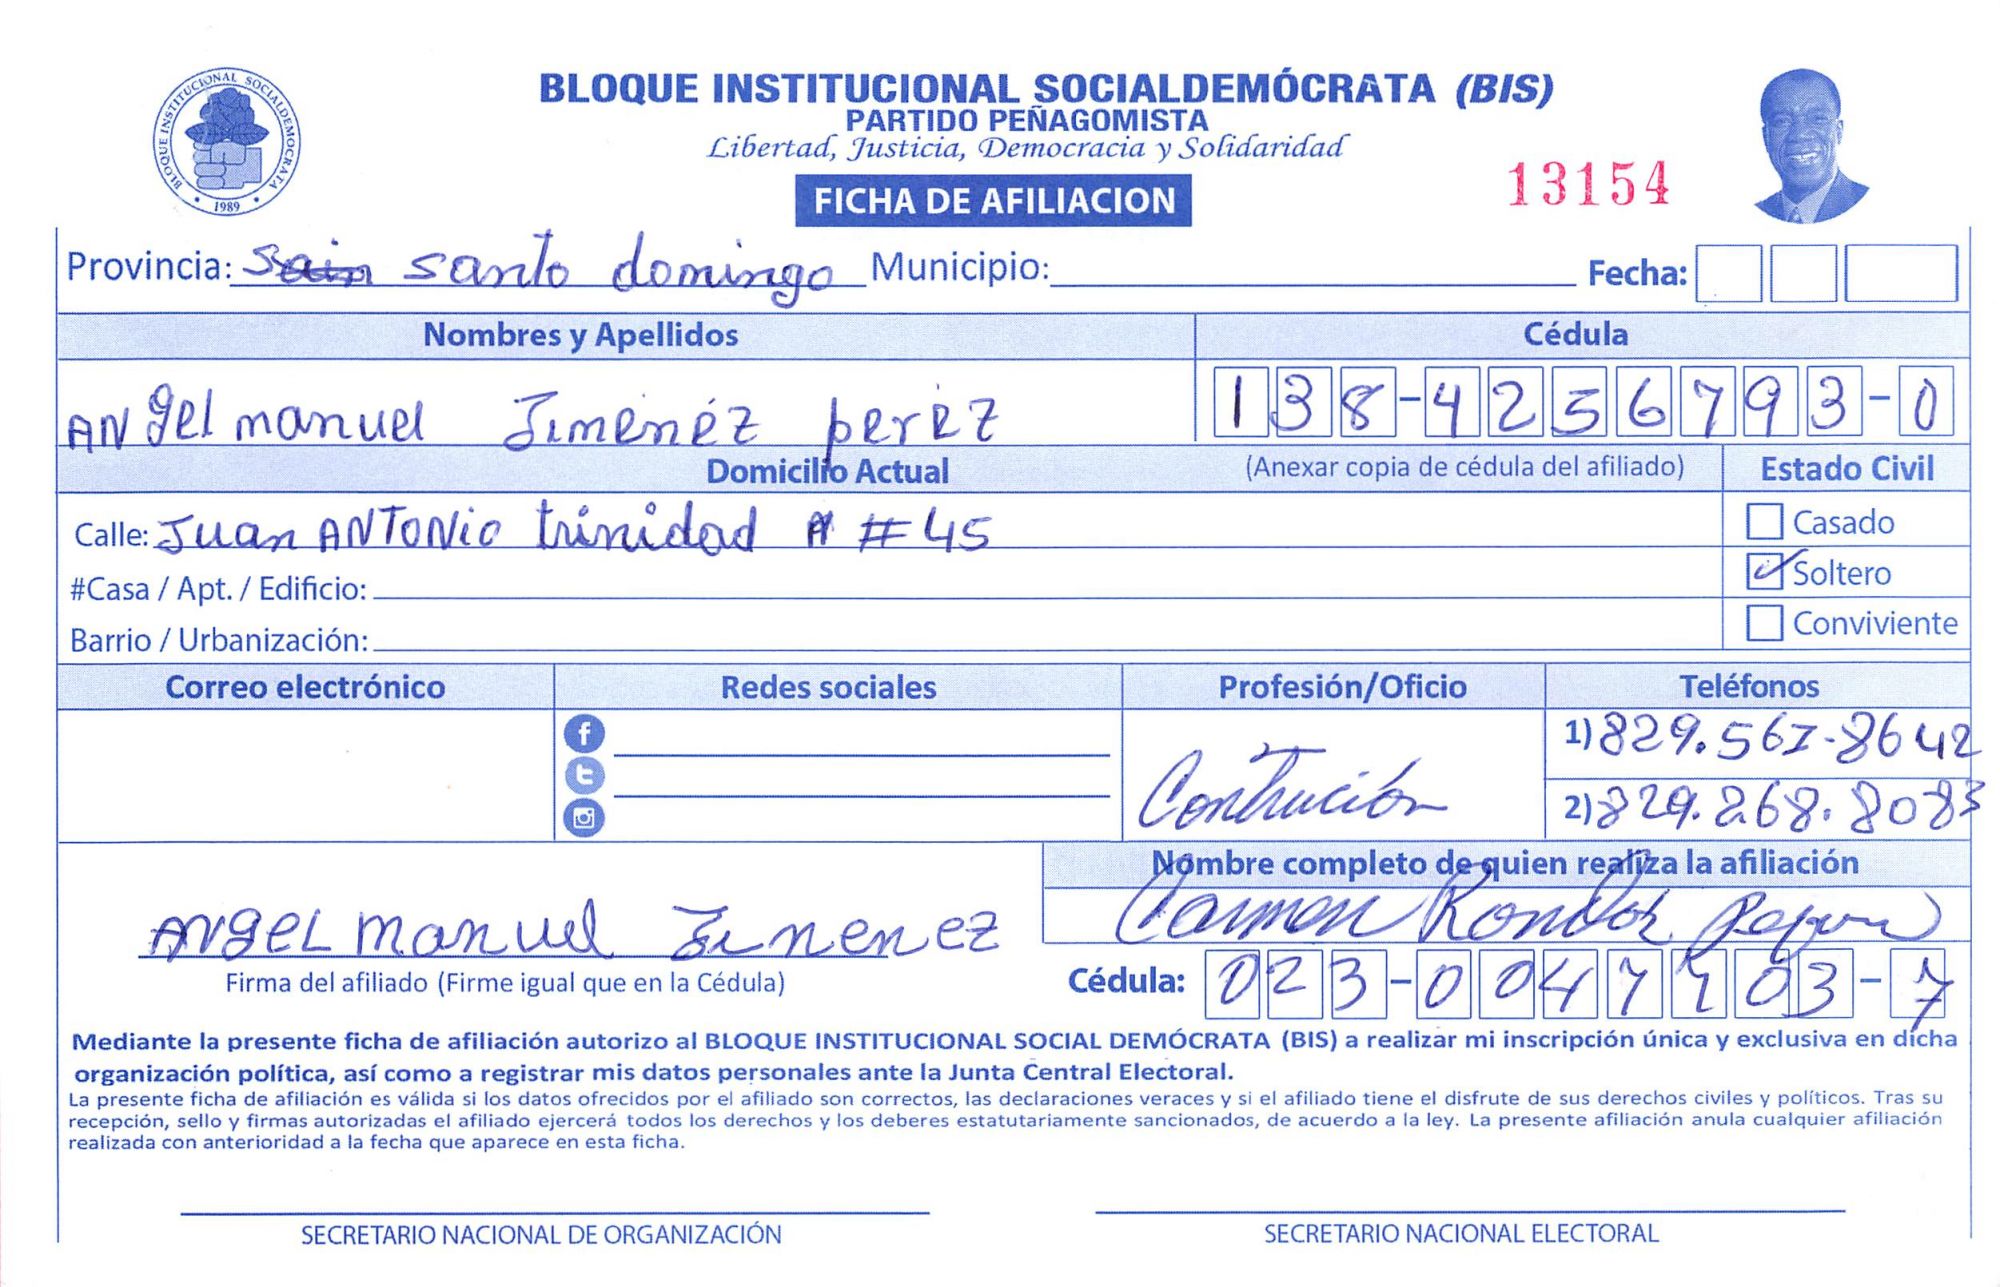 BLOQUE INSTITUCIONAL SOCIALDEMÓCRATA (BIS)
PARTIDO PEÑAGOMISTA
Libertad, Justicia, Democracia y Solidaridad
BLOQUE INSTITUCIONAL SOCIALDEMOCRATA
1989
13154
FICHA DE AFILIACION
Provincia: santo domingo Municipio: Fecha:
Nombres y Apellidos Cédula
ANgel manuel Jiménéz perez 138-4256793-0
Domicilio Actual (Anexar copia de cédula del afiliado) Estado Civil
Calle: Juan ANTONio trinidad # #45 Casado
#Casa / Apt. / Edificio: Soltero
Barrio / Urbanización: Conviviente
Correo electrónico Redes sociales Profesión/Oficio Teléfonos
Contrución 1) 829.567-8642
2) 829.268.8083
Nombre completo de quien realiza la afiliación
ANgeL manuel Jinenez Carmen
Firma del afiliado (Firme igual que en la Cédula) Cédula: 023-0047703-7
Mediante la presente ficha de afiliación autorizo al BLOQUE INSTITUCIONAL SOCIAL DEMÓCRATA (BIS) a realizar mi inscripción única y exclusiva en dicha
organización política, así como a registrar mis datos personales ante la Junta Central Electoral.
La presente ficha de afiliación es válida si los datos ofrecidos por el afiliado son correctos, las declaraciones veraces y si el afiliado tiene el disfrute de sus derechos civiles y políticos. Tras su
recepción, sello y firmas autorizadas el afiliado ejercerá todos los derechos y los deberes estatutariamente sancionados, de acuerdo a la ley. La presente afiliación anula cualquier afiliación
realizada con anterioridad a la fecha que aparece en esta ficha.
SECRETARIO NACIONAL DE ORGANIZACIÓN SECRETARIO NACIONAL ELECTORAL